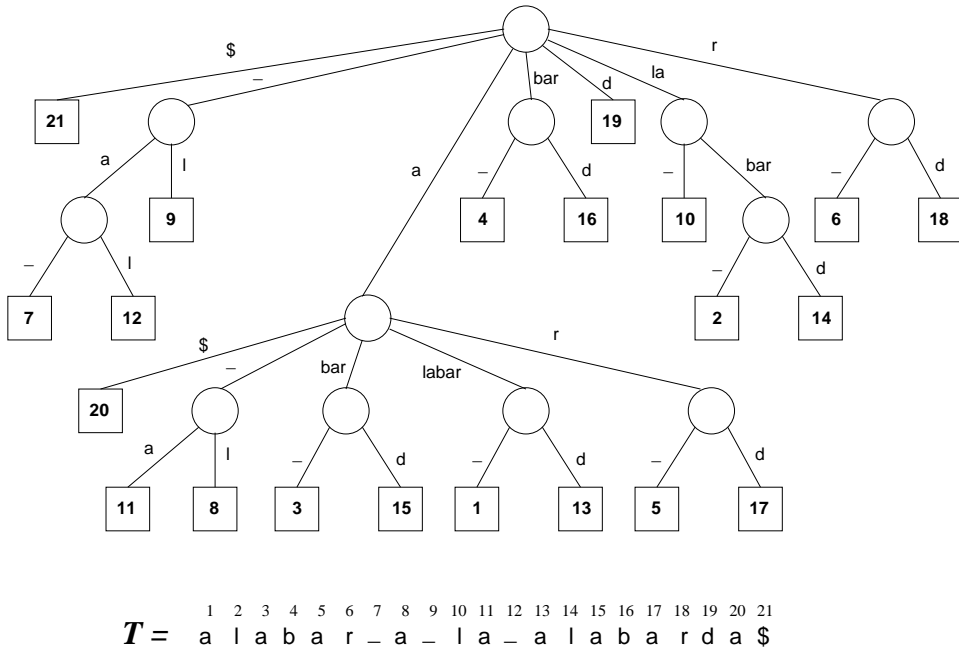 $ _ a bar d la r
21 19
a l _ d _ bar _ d
9 4 16 10 6 18
_ l _ d
7 12 2 14
$ _ bar labar r
20
a l _ d _ d _ d
11 8 3 15 1 13 5 17
1 2 3 4 5 6 7 8 9 10 11 12 13 14 15 16 17 18 19 20 21
T = a l a b a r _ a _ l a _ a l a b a r d a $